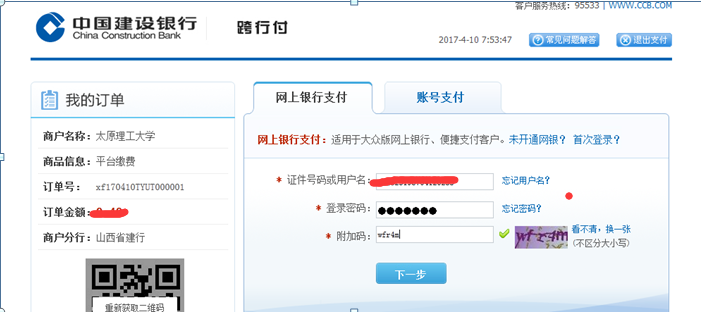 客户服务热线：95533 | WWW.CCB.COM
中国建设银行
China Construction Bank
跨行付
2017-4-10 7:53:47
常见问题解答
退出支付
我的订单
网上银行支付
账号支付
商户名称：太原理工大学
商品信息：平台缴费
订单号： xf170410TYUT000001
订单金额：
商户分行：山西省建行
重新获取二维码
网上银行支付：适用于大众版网上银行、便捷支付客户。未开通网银？ 首次登录？
* 证件号码或用户名：
忘记用户名？
* 登录密码：
忘记密码？
* 附加码：
wfr4m
wfr4m
看不清，换一张
(不区分大小写)
下一步